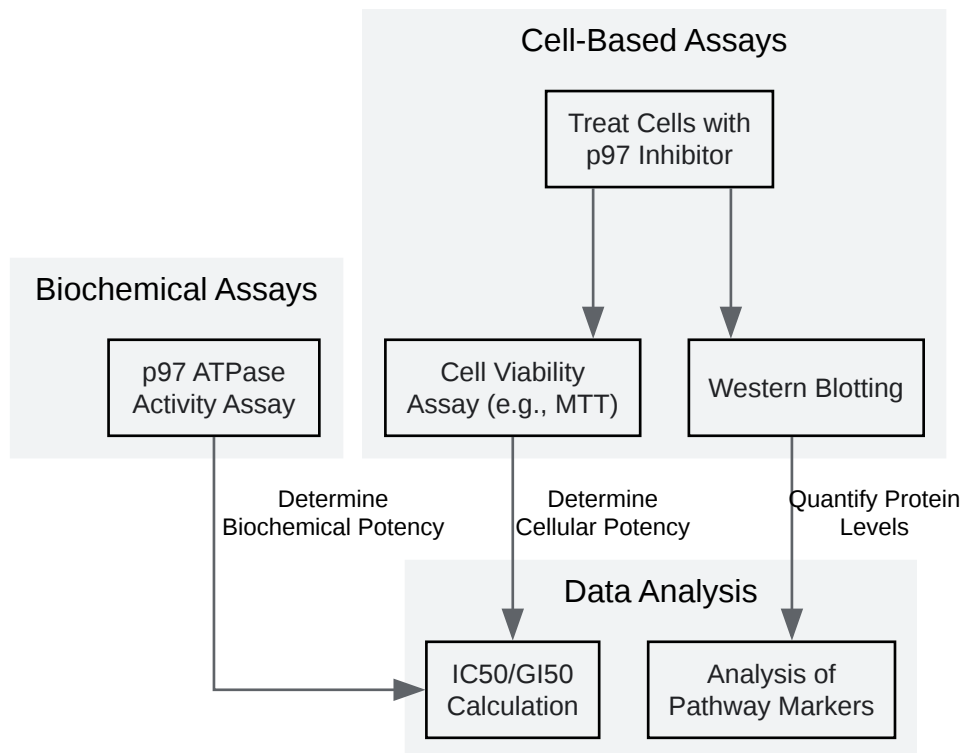 Cell-Based Assays
Treat Cells with
p97 Inhibitor
Biochemical Assays
p97 ATPase
Activity Assay
Cell Viability
Assay (e.g., MTT)
Western Blotting
Determine
Biochemical Potency
Determine
Cellular Potency
Quantify Protein
Levels
Data Analysis
IC50/GI50
Calculation
Analysis of
Pathway Markers